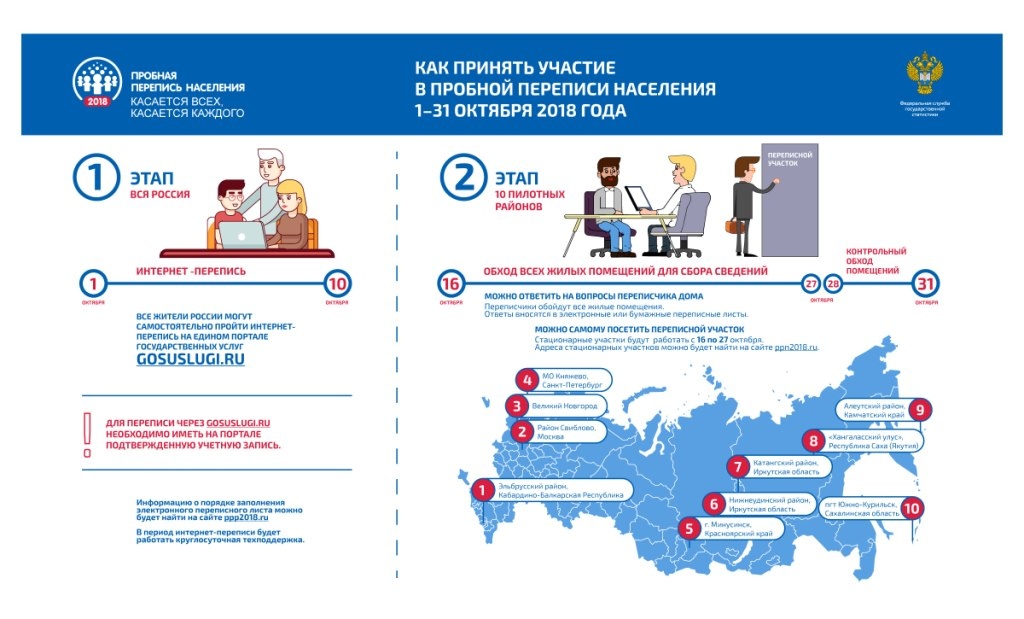 ПРОБНАЯ
ПЕРЕПИСЬ НАСЕЛЕНИЯ
КАСАЕТСЯ ВСЕХ,
КАСАЕТСЯ КАЖДОГО
2018
КАК ПРИНЯТЬ УЧАСТИЕ
В ПРОБНОЙ ПЕРЕПИСИ НАСЕЛЕНИЯ
1–31 ОКТЯБРЯ 2018 ГОДА
Федеральная служба
государственной
статистики
1 ЭТАП
ВСЯ РОССИЯ
ИНТЕРНЕТ -ПЕРЕПИСЬ
1
ОКТЯБРЯ
10
ОКТЯБРЯ
ВСЕ ЖИТЕЛИ РОССИИ МОГУТ
САМОСТОЯТЕЛЬНО ПРОЙТИ ИНТЕРНЕТ-
ПЕРЕПИСЬ НА ЕДИНОМ ПОРТАЛЕ
ГОСУДАРСТВЕННЫХ УСЛУГ
GOSUSLUGI.RU
!
ДЛЯ ПЕРЕПИСИ ЧЕРЕЗ GOSUSLUGI.RU
НЕОБХОДИМО ИМЕТЬ НА ПОРТАЛЕ
ПОДТВЕРЖДЕННУЮ УЧЕТНУЮ ЗАПИСЬ.
Информацию о порядке заполнения
электронного переписного листа можно
будет найти на сайте ppp2018.ru
В период интернет-переписи будет
работать круглосуточная техподдержка.
2 ЭТАП
10 ПИЛОТНЫХ
РАЙОНОВ
ПЕРЕПИСНОЙ
УЧАСТОК
ОБХОД ВСЕХ ЖИЛЫХ ПОМЕЩЕНИЙ ДЛЯ СБОРА СВЕДЕНИЙ
КОНТРОЛЬНЫЙ
ОБХОД
ПОМЕЩЕНИЙ
16
ОКТЯБРЯ
27
28
ОКТЯБРЯ
31
ОКТЯБРЯ
МОЖНО ОТВЕТИТЬ НА ВОПРОСЫ ПЕРЕПИСЧИКА ДОМА
Переписчики обойдут все жилые помещения.
Ответы вносятся в электронные или бумажные переписные листы.
МОЖНО САМОМУ ПОСЕТИТЬ ПЕРЕПИСНОЙ УЧАСТОК
Стационарные участки будут работать с 16 по 27 октября.
Адреса стационарных участков можно будет найти на сайте ppn2018.ru.
4 МО Княжево,
Санкт-Петербург
3 Великий Новгород
2 Район Свиблово,
Москва
1 Эльбрусский район,
Кабардино-Балкарская Республика
Алеутский район,
Камчатский край 9
8 «Хангаласский улус»,
Республика Саха (Якутия)
7 Катангский район,
Иркутская область
6 Нижнеудинский район,
Иркутская область
5 г. Минусинск,
Красноярский край
пгт Южно-Курильск,
Сахалинская область 10